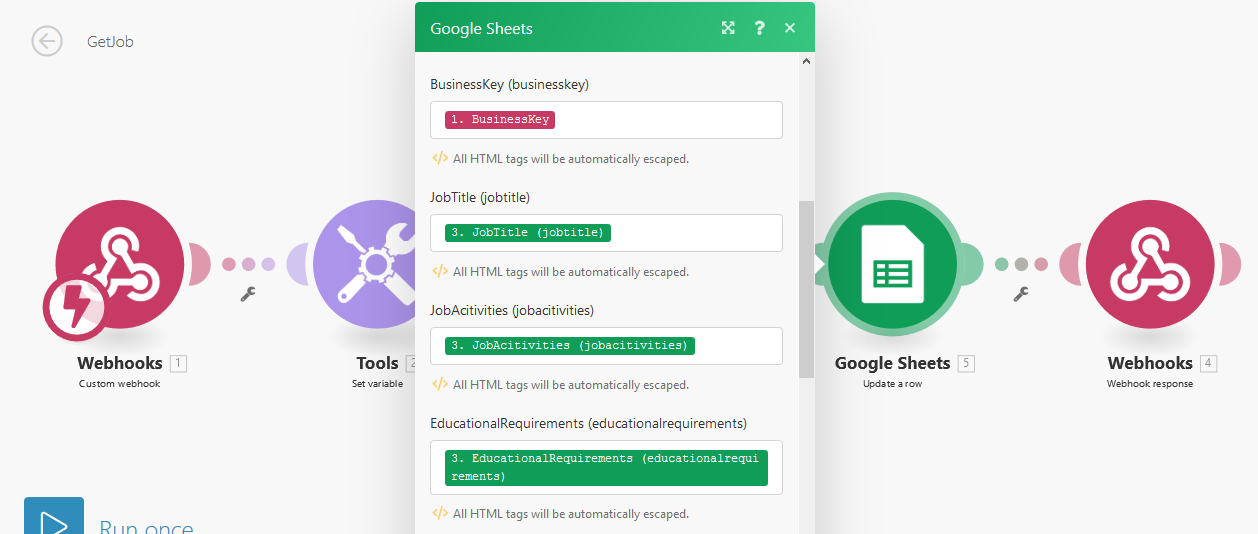 GetJob
Google Sheets
?
BusinessKey (businesskey)
1. BusinessKey
</> All HTML tags will be automatically escaped.
JobTitle (jobtitle)
3. JobTitle (jobtitle)
</> All HTML tags will be automatically escaped.
JobAcitivities (jobacitivities)
3. JobAcitivities (jobacitivities)
</> All HTML tags will be automatically escaped.
EducationalRequirements (educationalrequirements)
3. EducationalRequirements (educationalrequi
rements)
</> All HTML tags will be automatically escaped.
Webhooks 1
Custom webhook
Tools 2
Set variable
Google Sheets 5
Update a row
Webhooks 4
Webhook response
Run once